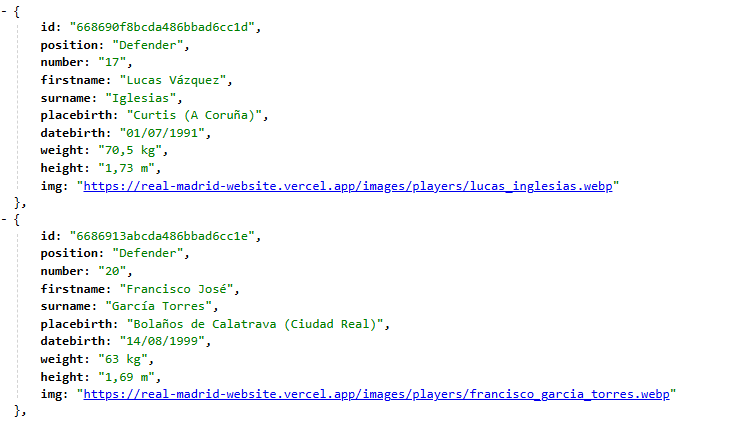 - {
id: "668690f8bcda486bbad6cc1d",
position: "Defender",
number: "17",
firstname: "Lucas Vázquez",
surname: "Iglesias",
placebirth: "Curtis (A Coruña)",
datebirth: "01/07/1991",
weight: "70,5 kg",
height: "1,73 m",
img: "https://real-madrid-website.vercel.app/images/players/lucas_inglesias.webp"
},
- {
id: "6686913abcda486bbad6cc1e",
position: "Defender",
number: "20",
firstname: "Francisco José",
surname: "García Torres",
placebirth: "Bolaños de Calatrava (Ciudad Real)",
datebirth: "14/08/1999",
weight: "63 kg",
height: "1,69 m",
img: "https://real-madrid-website.vercel.app/images/players/francisco_garcia_torres.webp"
},